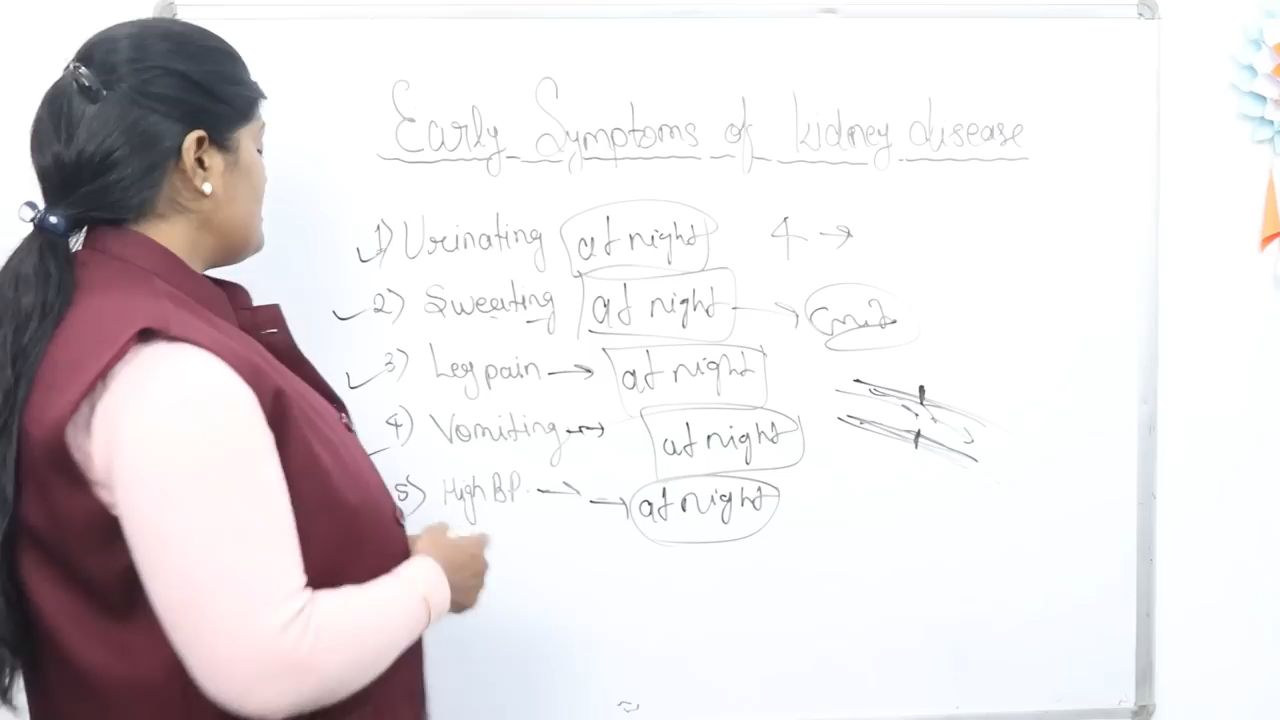 Early Symptoms of kidney disease
1) Urinating at night 4 →
2) Sweating at night →
3) Leg pain → at night
4) Vomiting → at night
5) High BP. → → at night